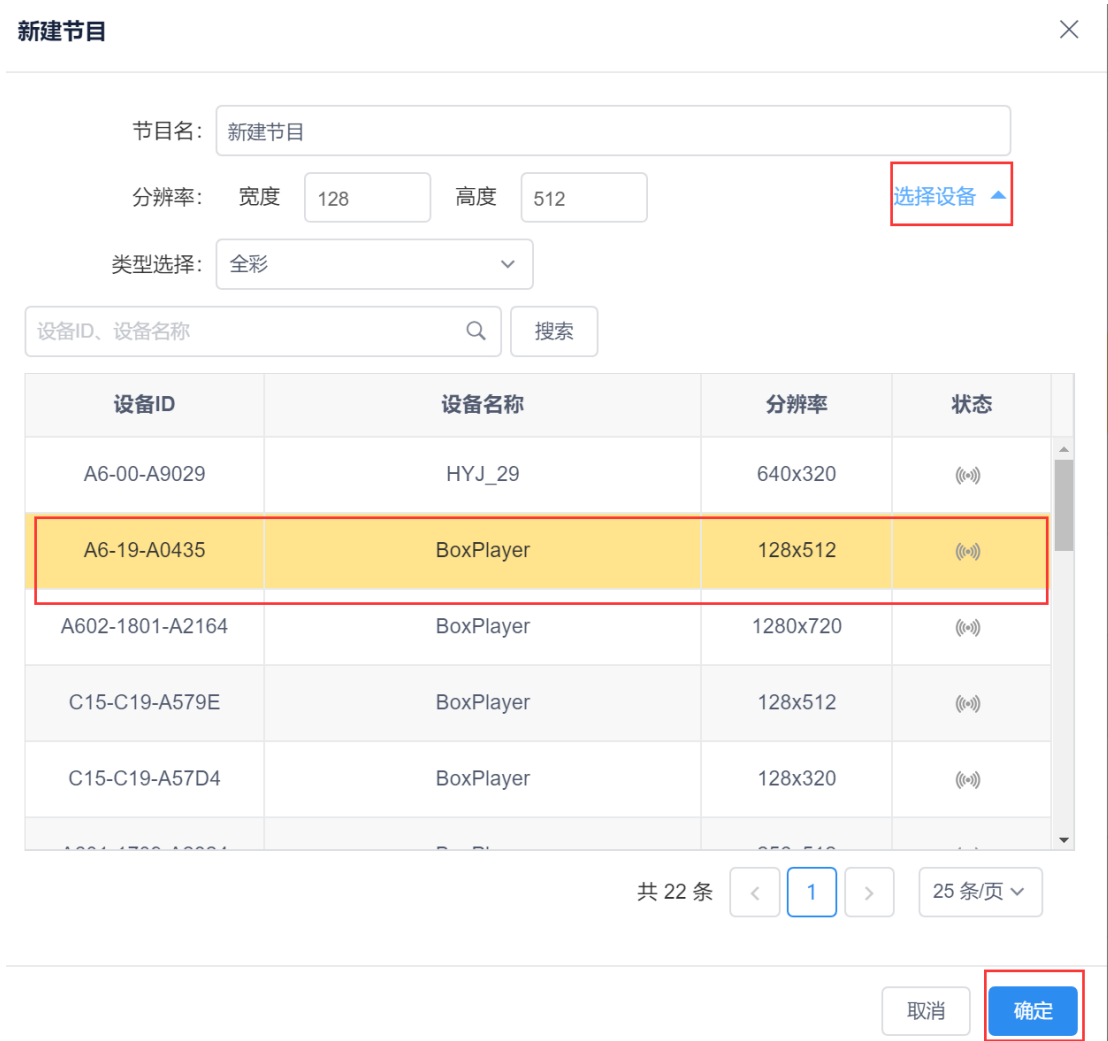 新建节目
节目名: 新建节目
分辨率: 宽度 128 高度 512 选择设备
类型选择: 全彩
设备ID、设备名称 搜索
设备ID 设备名称 分辨率 状态
A6-00-A9029 HYJ_29 640x320
A6-19-A0435 BoxPlayer 128x512
A602-1801-A2164 BoxPlayer 1280x720
C15-C19-A579E BoxPlayer 128x512
C15-C19-A57D4 BoxPlayer 128x320
共 22 条 1 25 条/页
取消 确定